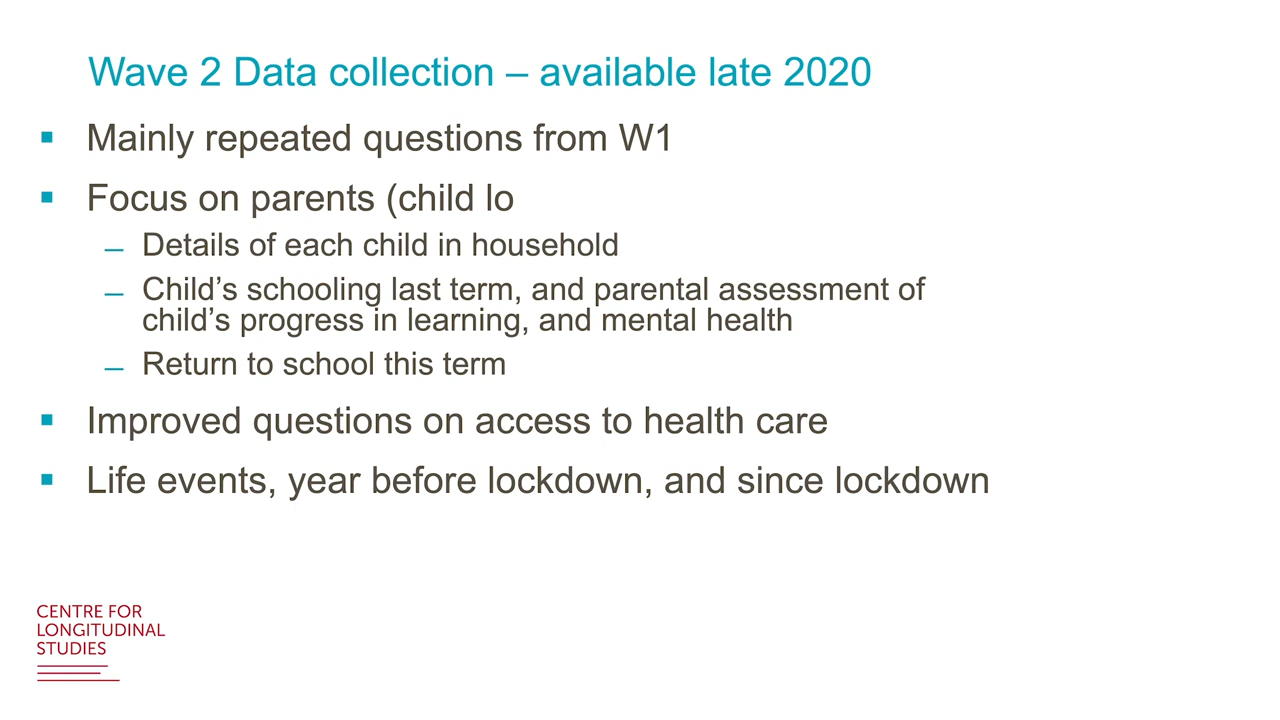 Wave 2 Data collection – available late 2020
▪ Mainly repeated questions from W1
▪ Focus on parents (child lo
– Details of each child in household
– Child’s schooling last term, and parental assessment of
child’s progress in learning, and mental health
– Return to school this term
▪ Improved questions on access to health care
▪ Life events, year before lockdown, and since lockdown
CENTRE FOR
LONGITUDINAL
STUDIES